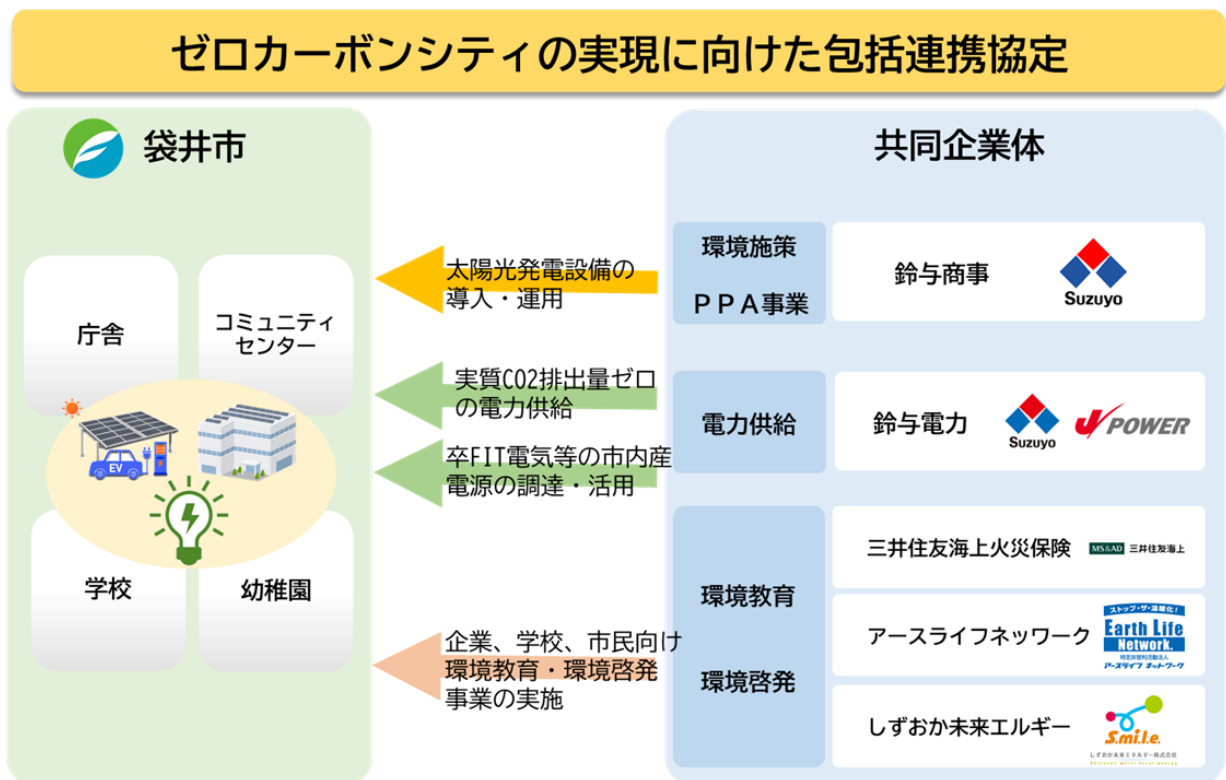 ゼロカーボンシティの実現に向けた包括連携協定
袋井市
庁舎
コミュニティ
センター
EV
学校
幼稚園
太陽光発電設備の
導入・運用
実質CO2排出量ゼロ
の電力供給
卒FIT電気等の市内産
電源の調達・活用
企業、学校、市民向け
環境教育・環境啓発
事業の実施
共同企業体
環境施策
ＰＰＡ事業
鈴与商事
Suzuyo
電力供給
鈴与電力
Suzuyo
POWER
環境教育
環境啓発
三井住友海上火災保険
MS&AD 三井住友海上
アースライフネッワーク
ストップ・ザ・温暖化！
Earth Life
Network.
特定非営利活動法人
アースライフ ネットワーク
しずおか未来エルギー
S.mi.l.e.
しずおか未来エネルギー株式会社